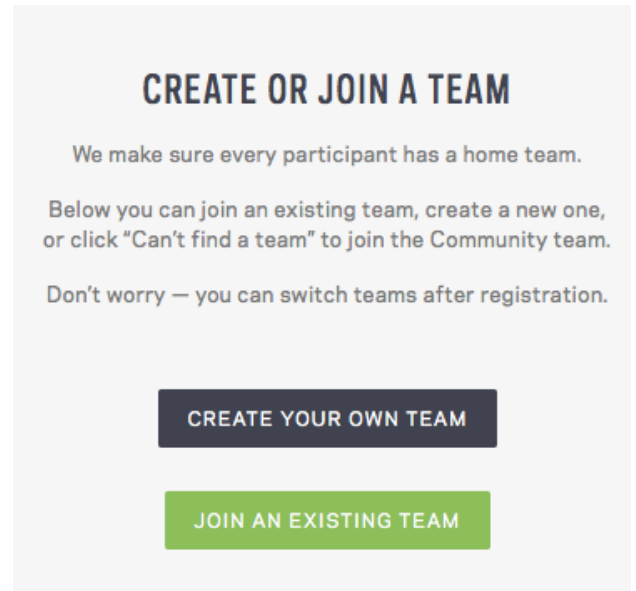 CREATE OR JOIN A TEAM
We make sure every participant has a home team.
Below you can join an existing team, create a new one,
or click “Can’t find a team” to join the Community team.
Don’t worry — you can switch teams after registration.
CREATE YOUR OWN TEAM
JOIN AN EXISTING TEAM